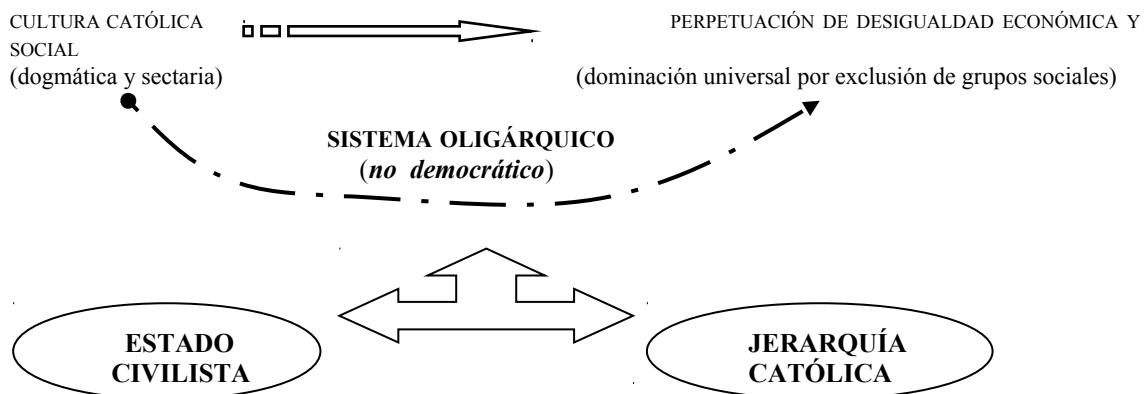 CULTURA CATÓLICA PERPETUACIÓN DE DESIGUALDAD ECONÓMICA Y
SOCIAL
(dogmática y sectaria) (dominación universal por exclusión de grupos sociales)
SISTEMA OLIGÁRQUICO
(no democrático)
ESTADO JERARQUÍA
CIVILISTA CATÓLICA